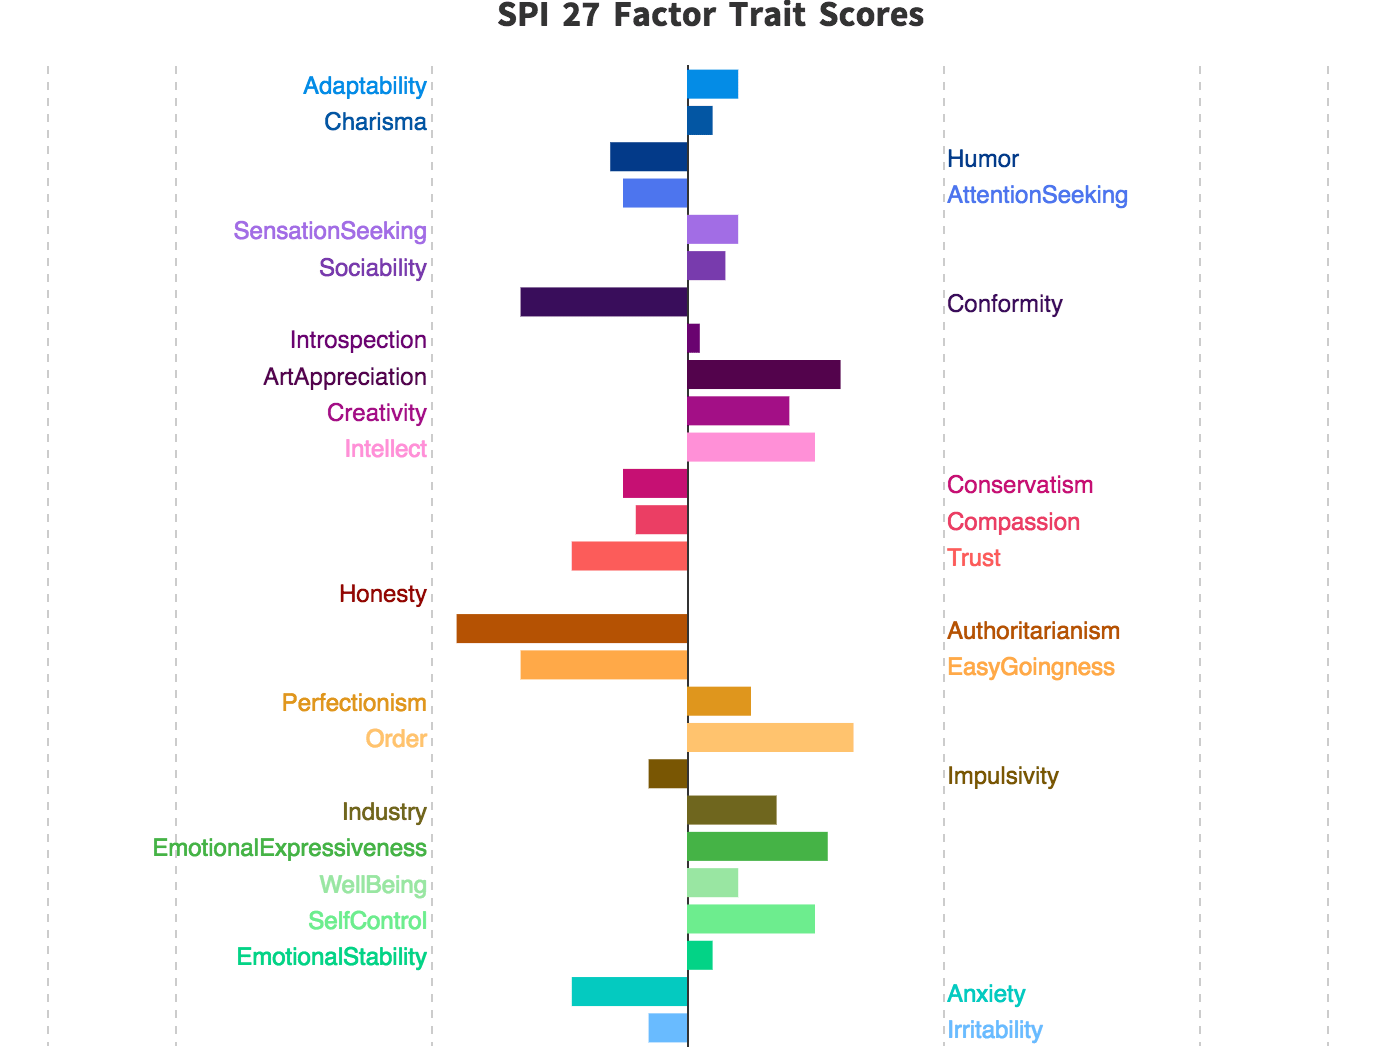 SPI 27 Factor Trait Scores
Adaptability
Charisma
Humor
AttentionSeeking
SensationSeeking
Sociability
Conformity
Introspection
ArtAppreciation
Creativity
Intellect
Conservatism
Compassion
Trust
Honesty
Authoritarianism
EasyGoingness
Perfectionism
Order
Impulsivity
Industry
EmotionalExpressiveness
WellBeing
SelfControl
EmotionalStability
Anxiety
Irritability